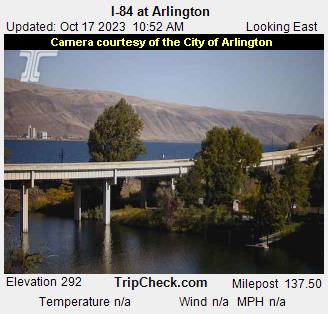 I-84 at Arlington
Updated: Oct 17 2023 10:52 AM Looking East
Camera courtesy of the City of Arlington
Elevation 292 TripCheck.com Milepost 137.50
Temperature n/a Wind n/a MPH n/a